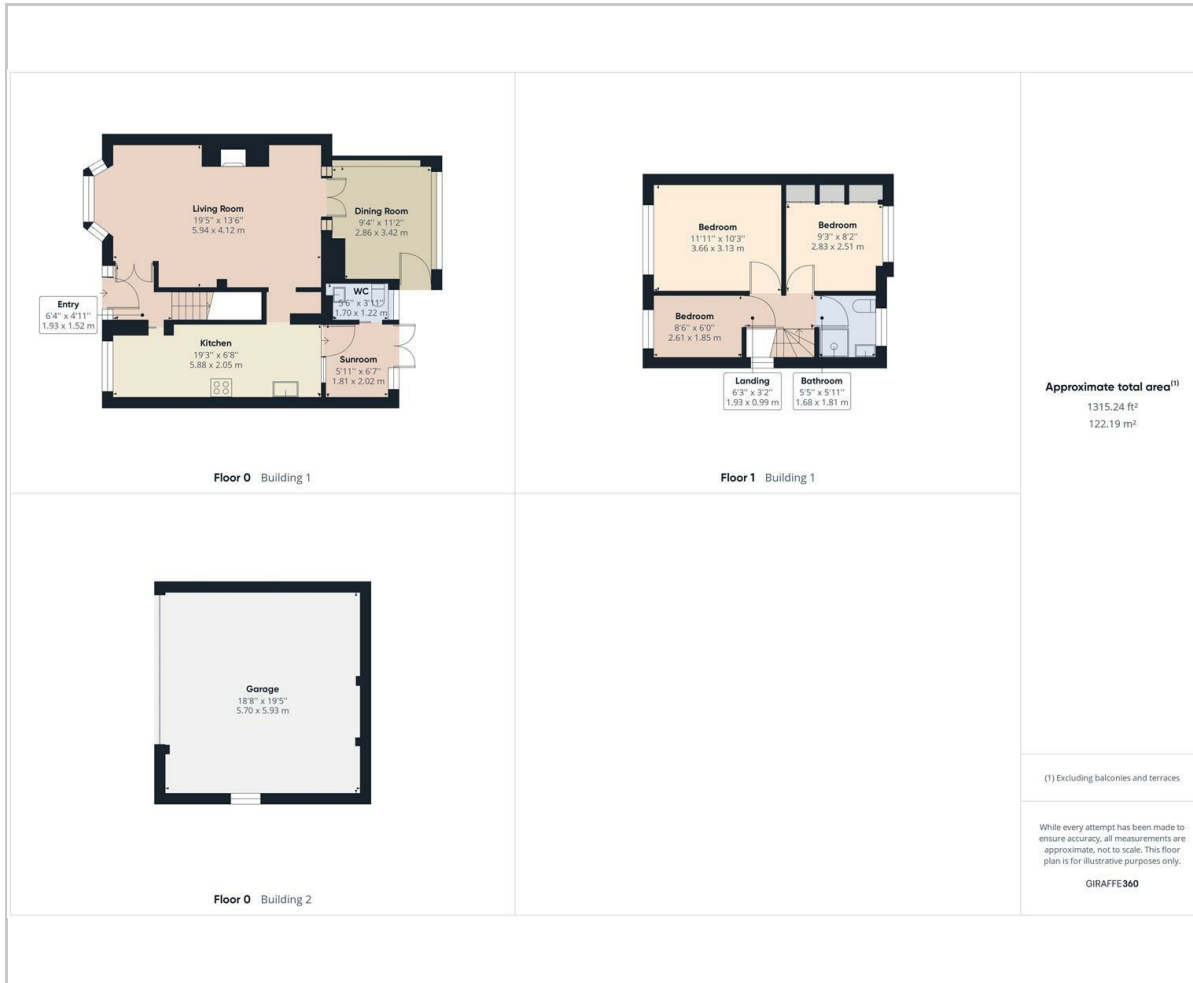 Living Room
19'5" x 13'6"
5.94 x 4.12 m
Dining Room
9'4" x 11'2"
2.86 x 3.42 m
WC
5'6" x 3'11"
1.70 x 1.22 m
Entry
6'4" x 4'11"
1.93 x 1.52 m
Kitchen
19'3" x 6'8"
5.88 x 2.05 m
Sunroom
5'11" x 6'7"
1.81 x 2.02 m
Floor 0 Building 1
Bedroom
11'11" x 10'3"
3.66 x 3.13 m
Bedroom
9'3" x 8'2"
2.83 x 2.51 m
Bedroom
8'6" x 6'0"
2.61 x 1.85 m
Landing
6'3" x 3'2"
1.93 x 0.99 m
Bathroom
5'5" x 5'11"
1.68 x 1.81 m
Floor 1 Building 1
Garage
18'8" x 19'5"
5.70 x 5.93 m
Floor 0 Building 2
Approximate total area(1)
1315.24 ft²
122.19 m²
(1) Excluding balconies and terraces
While every attempt has been made to
ensure accuracy, all measurements are
approximate, not to scale. This floor
plan is for illustrative purposes only.
GIRAFFE360